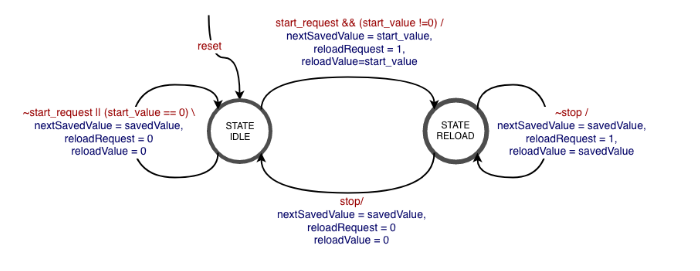 start_request && (start_value !=0) /
nextSavedValue = start_value,
reloadRequest = 1,
reloadValue=start_value
reset
~start_request || (start_value == 0) \
nextSavedValue = savedValue,
reloadRequest = 0
reloadValue = 0
STATE
IDLE
STATE
RELOAD
~stop /
nextSavedValue = savedValue,
reloadRequest = 1,
reloadValue = savedValue
stop/
nextSavedValue = savedValue,
reloadRequest = 0
reloadValue = 0